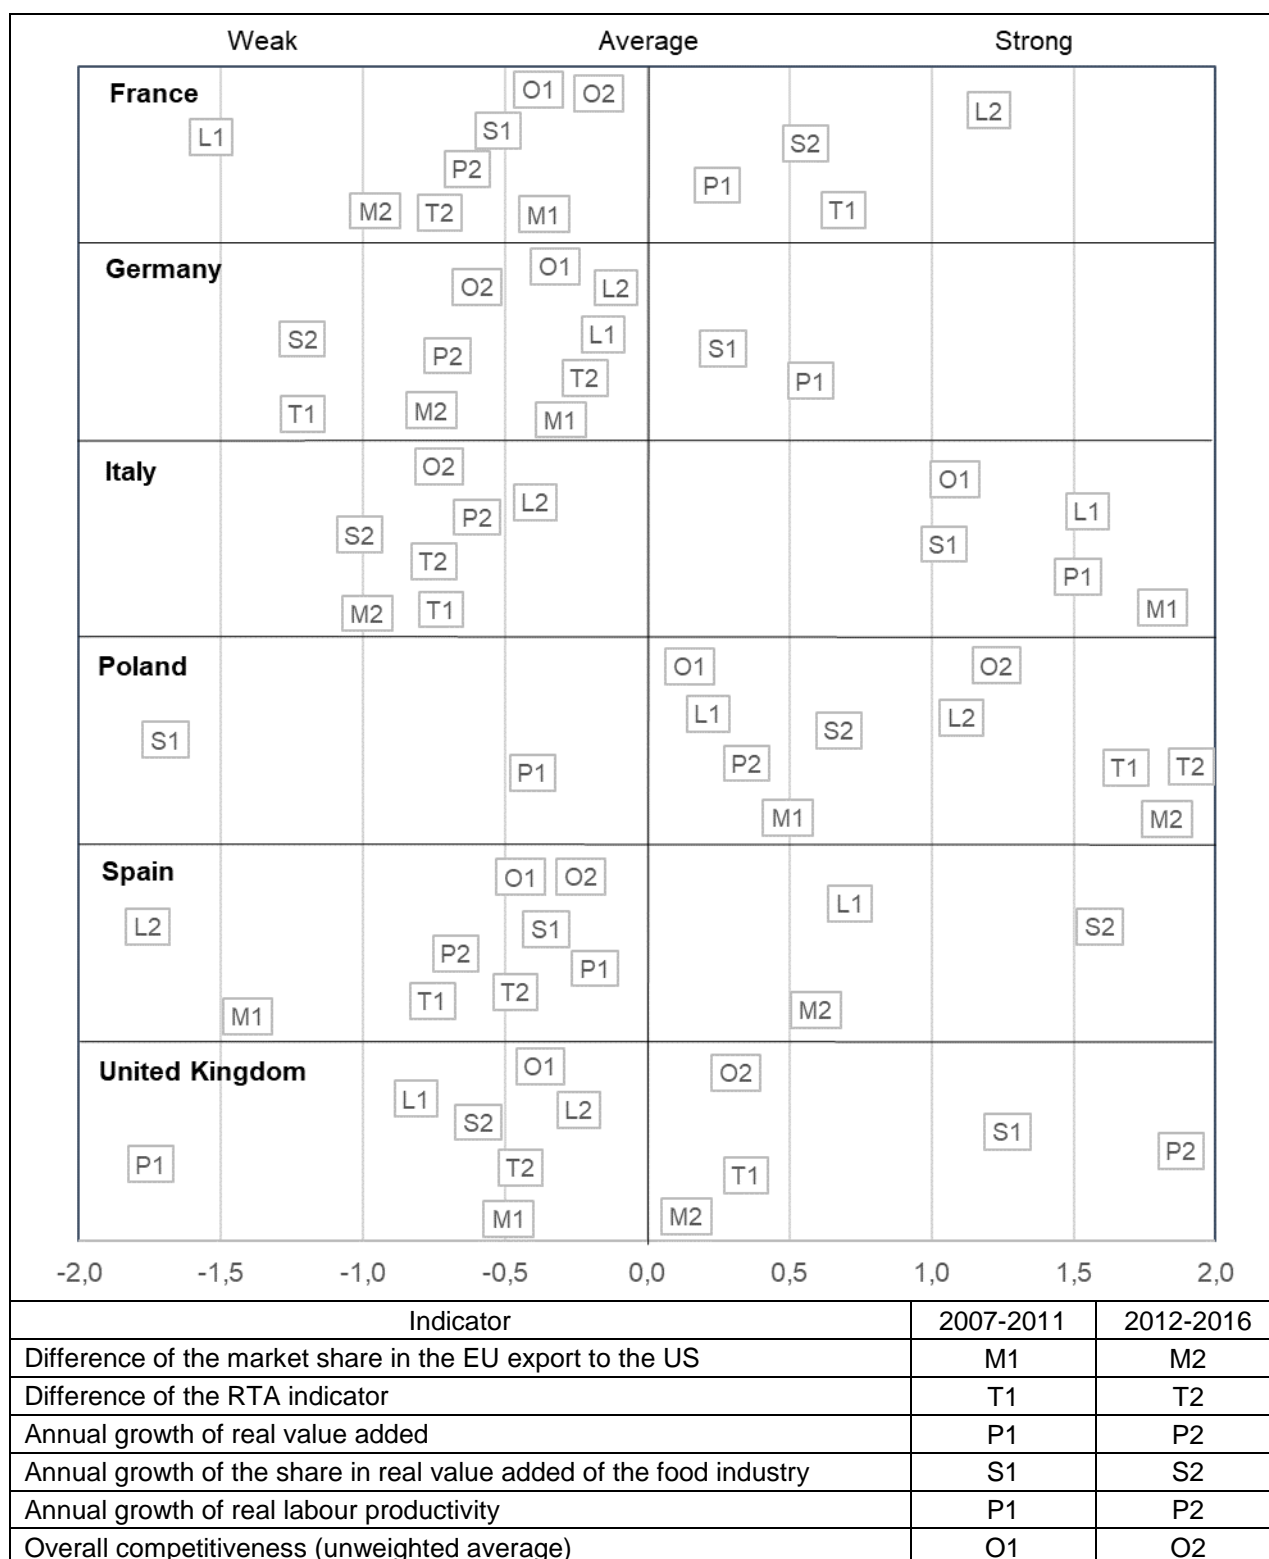 Weak Average Strong
France O1 O2
L2
L1 S1 S2
P2 P1
M2 T2 M1 T1
Germany O1
O2 L2
S2 L1 S1
P2 T2 P1
T1 M2 M1
Italy O2 O1
L2 L1
S2 P2 S1
T2 P1
M2 T1 M1
Poland O1 O2
L1 L2
S1 S2
P1 P2 T1 T2
M1 M2
Spain O1 O2
L1
L2 S1 S2
P2 P1
T1 T2
M1 M2
United Kingdom O1 O2
L1 L2
S2 S1
P1 T2 T1 P2
M1 M2
-2,0 -1,5 -1,0 -0,5 0,0 0,5 1,0 1,5 2,0
Indicator 2007-2011 2012-2016
Difference of the market share in the EU export to the US M1 M2
Difference of the RTA indicator T1 T2
Annual growth of real value added P1 P2
Annual growth of the share in real value added of the food industry S1 S2
Annual growth of real labour productivity P1 P2
Overall competitiveness (unweighted average) O1 O2